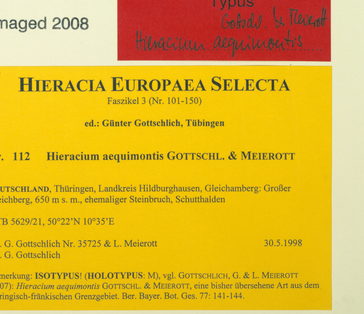 maged 2008
Typus
Gottschl. & Meierott
Hieracium aequimontis
HIERACIA EUROPAEA SELECTA
Faszikel 3 (Nr. 101-150)
ed.: Günter Gottschlich, Tübingen
r. 112 Hieracium aequimontis GOTTSCHL. & MEIEROTT
UTSCHLAND, Thüringen, Landkreis Hildburghausen, Gleichamberg: Großer
eichberg, 650 m s. m., ehemaliger Steinbruch, Schutthalden
TB 5629/21, 50°22'N 10°35'E
. G. Gottschlich Nr. 35725 & L. Meierott 30.5.1998
. G. Gottschlich
merkung: ISOTYPUS! (HOLOTYPUS: M), vgl. GOTTSCHLICH, G. & L. MEIEROTT
07): Hieracium aequimontis GOTTSCHL. & MEIEROTT, eine bisher übersehene Art aus dem
ringisch-fränkischen Grenzgebiet. Ber. Bayer. Bot. Ges. 77: 141-144.